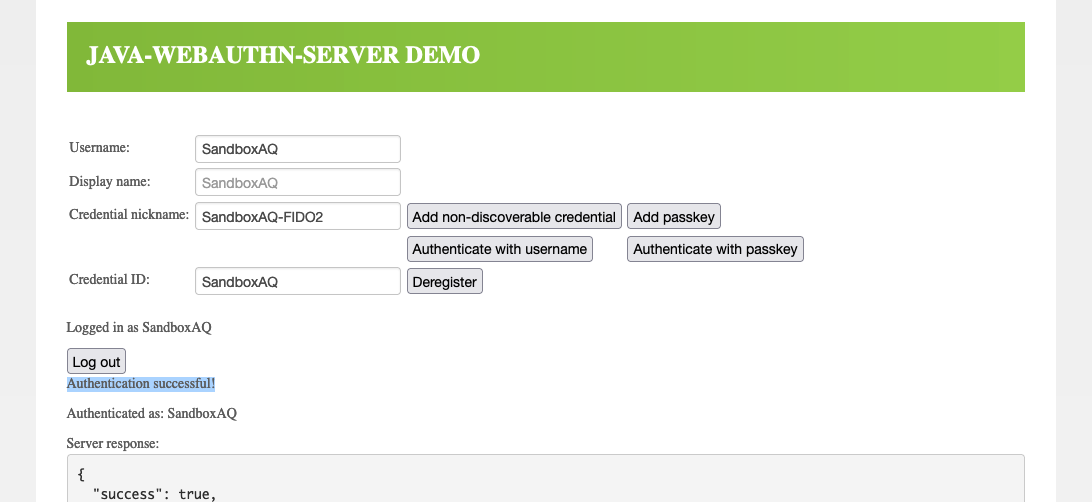 JAVA-WEBAUTHN-SERVER DEMO
Username: SandboxAQ
Display name: SandboxAQ
Credential nickname: SandboxAQ-FIDO2 Add non-discoverable credential Add passkey
Authenticate with username Authenticate with passkey
Credential ID: SandboxAQ Deregister
Logged in as SandboxAQ
Log out
Authentication successful!
Authenticated as: SandboxAQ
Server response:
{
"success": true,